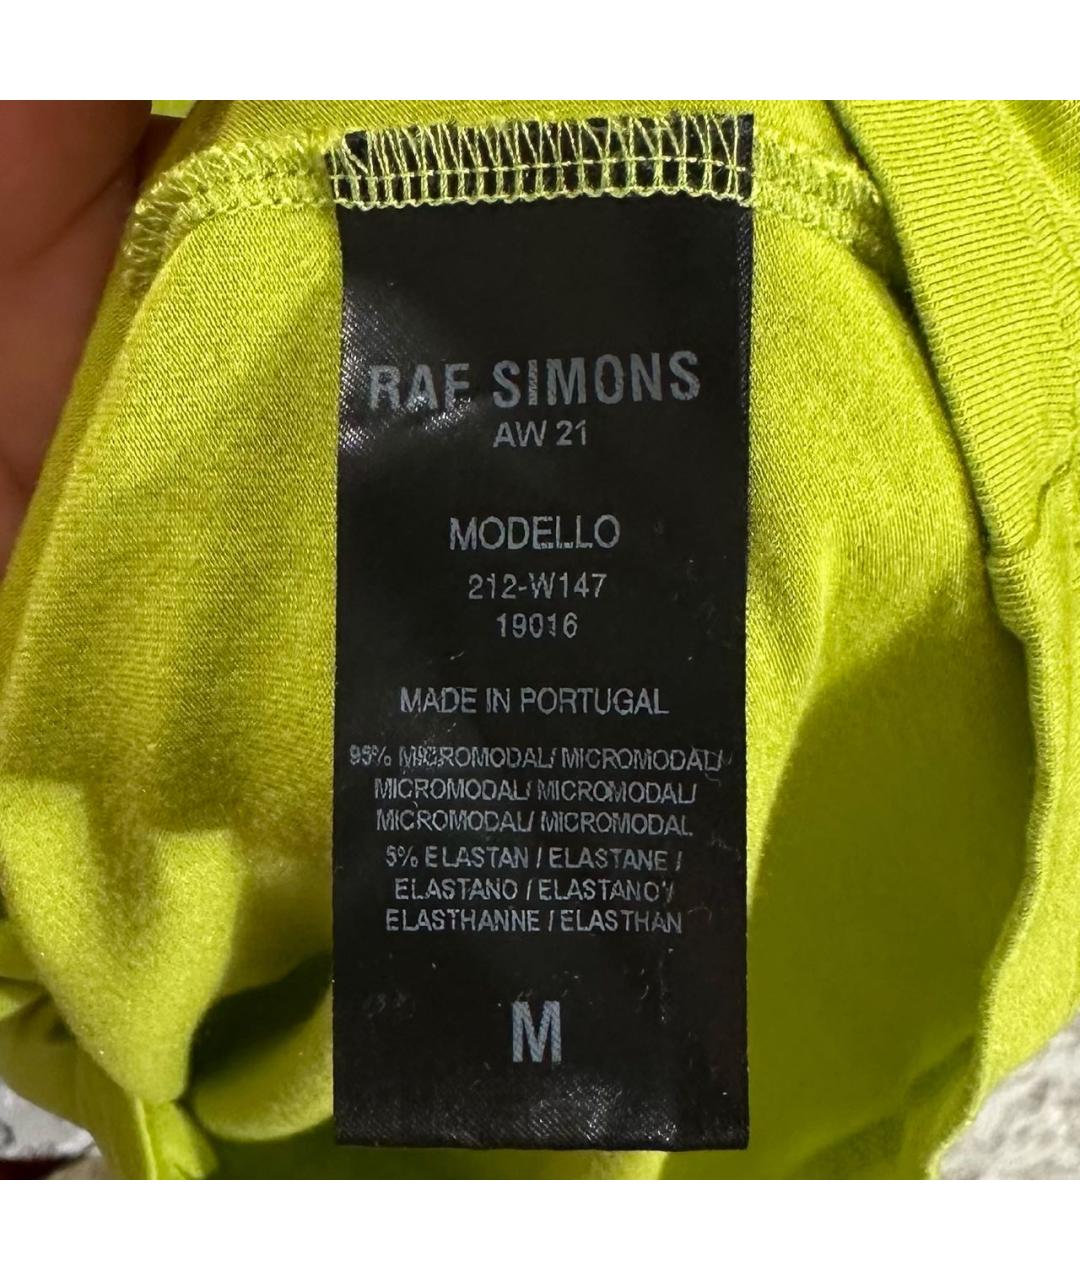 RAF SIMONS
AW 21
MODELLO
212-W147
19016
MADE IN PORTUGAL
95% MICROMODAL/ MICROMODAL/
MICROMODAL/ MICROMODAL/
MICROMODAL/ MICROMODAL
5% ELASTAN / ELASTANE /
ELASTANO / ELASTANO /
ELASTHANNE / ELASTHAN
M